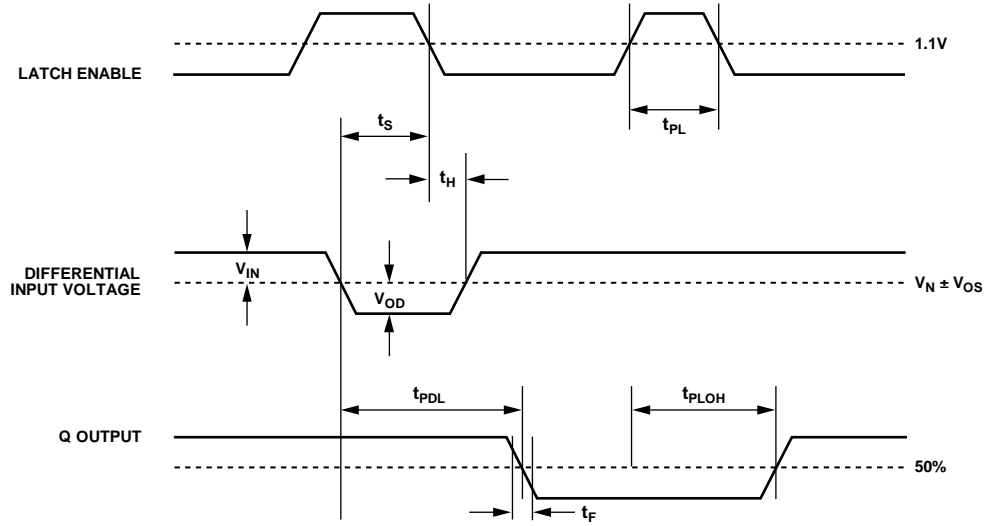 1.1V
LATCH ENABLE
tS
tPL
tH
DIFFERENTIAL
INPUT VOLTAGE
VIN
VOD
VN ± VOS
tPDL
tPLOH
Q OUTPUT
50%
tF